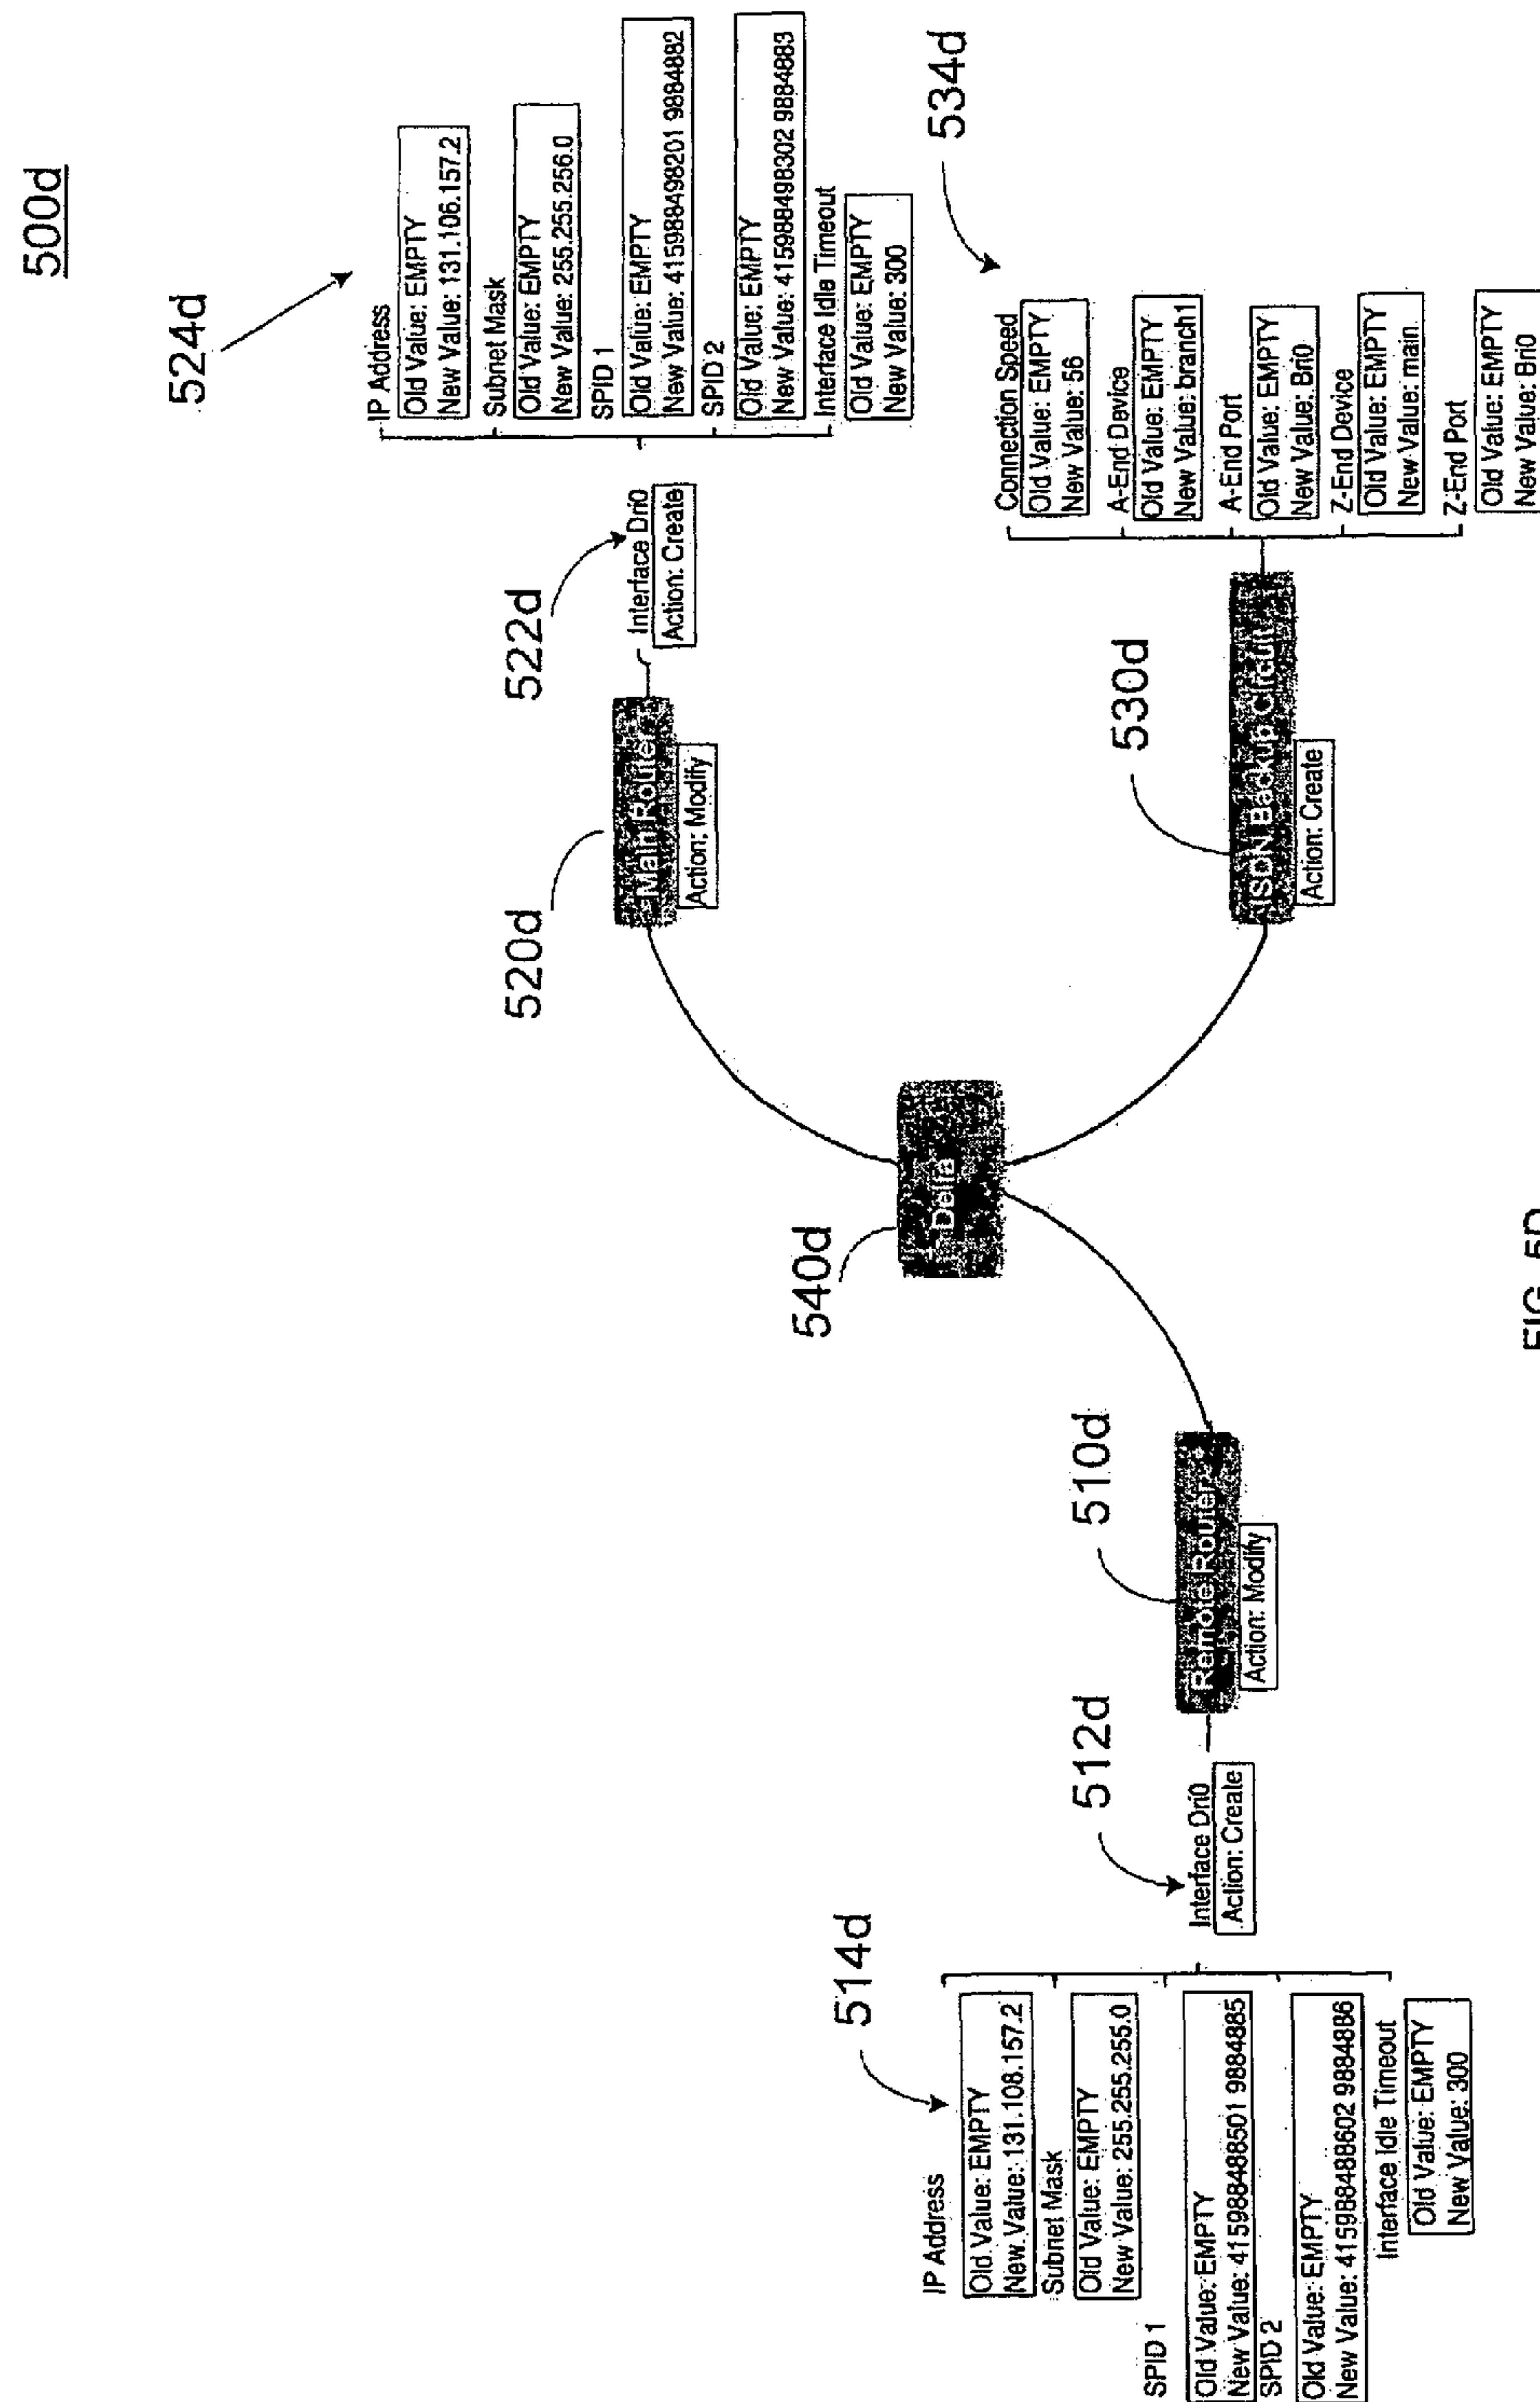 500d
524d
IP Address
Old Value: EMPTY
New Value: 131.106.157.2
Subnet Mask
Old Value: EMPTY
New Value: 255.255.256.0
SPID 1
Old Value: EMPTY
New Value: 415988498201 9884882
SPID 2
Old Value: EMPTY
New Value: 415988498302 9884883
Interface Idle Timeout
Old Value: EMPTY
New Value: 300
522d
Interface Dri0
Action: Create
520d
Main Router
Action: Modify
534d
Connection Speed
Old Value: EMPTY
New Value: 56
A-End Device
Old Value: EMPTY
New Value: branch1
A-End Port
Old Value: EMPTY
New Value: Bri0
Z-End Device
Old Value: EMPTY
New Value: main
Z-End Port
Old Value: EMPTY
New Value: Bri0
530d
ISDN Backup Circuit
Action: Create
540d
Delta
510d
Remote Router
Action: Modify
512d
Interface Dri0
Action: Create
514d
IP Address
Old Value: EMPTY
New Value: 131.108.157.2
Subnet Mask
Old Value: EMPTY
New Value: 255.255.255.0
SPID 1
Old Value: EMPTY
New Value: 415988488501 9884885
SPID 2
Old Value: EMPTY
New Value: 415988488602 9884886
Interface Idle Timeout
Old Value: EMPTY
New Value: 300
FIG. 5D